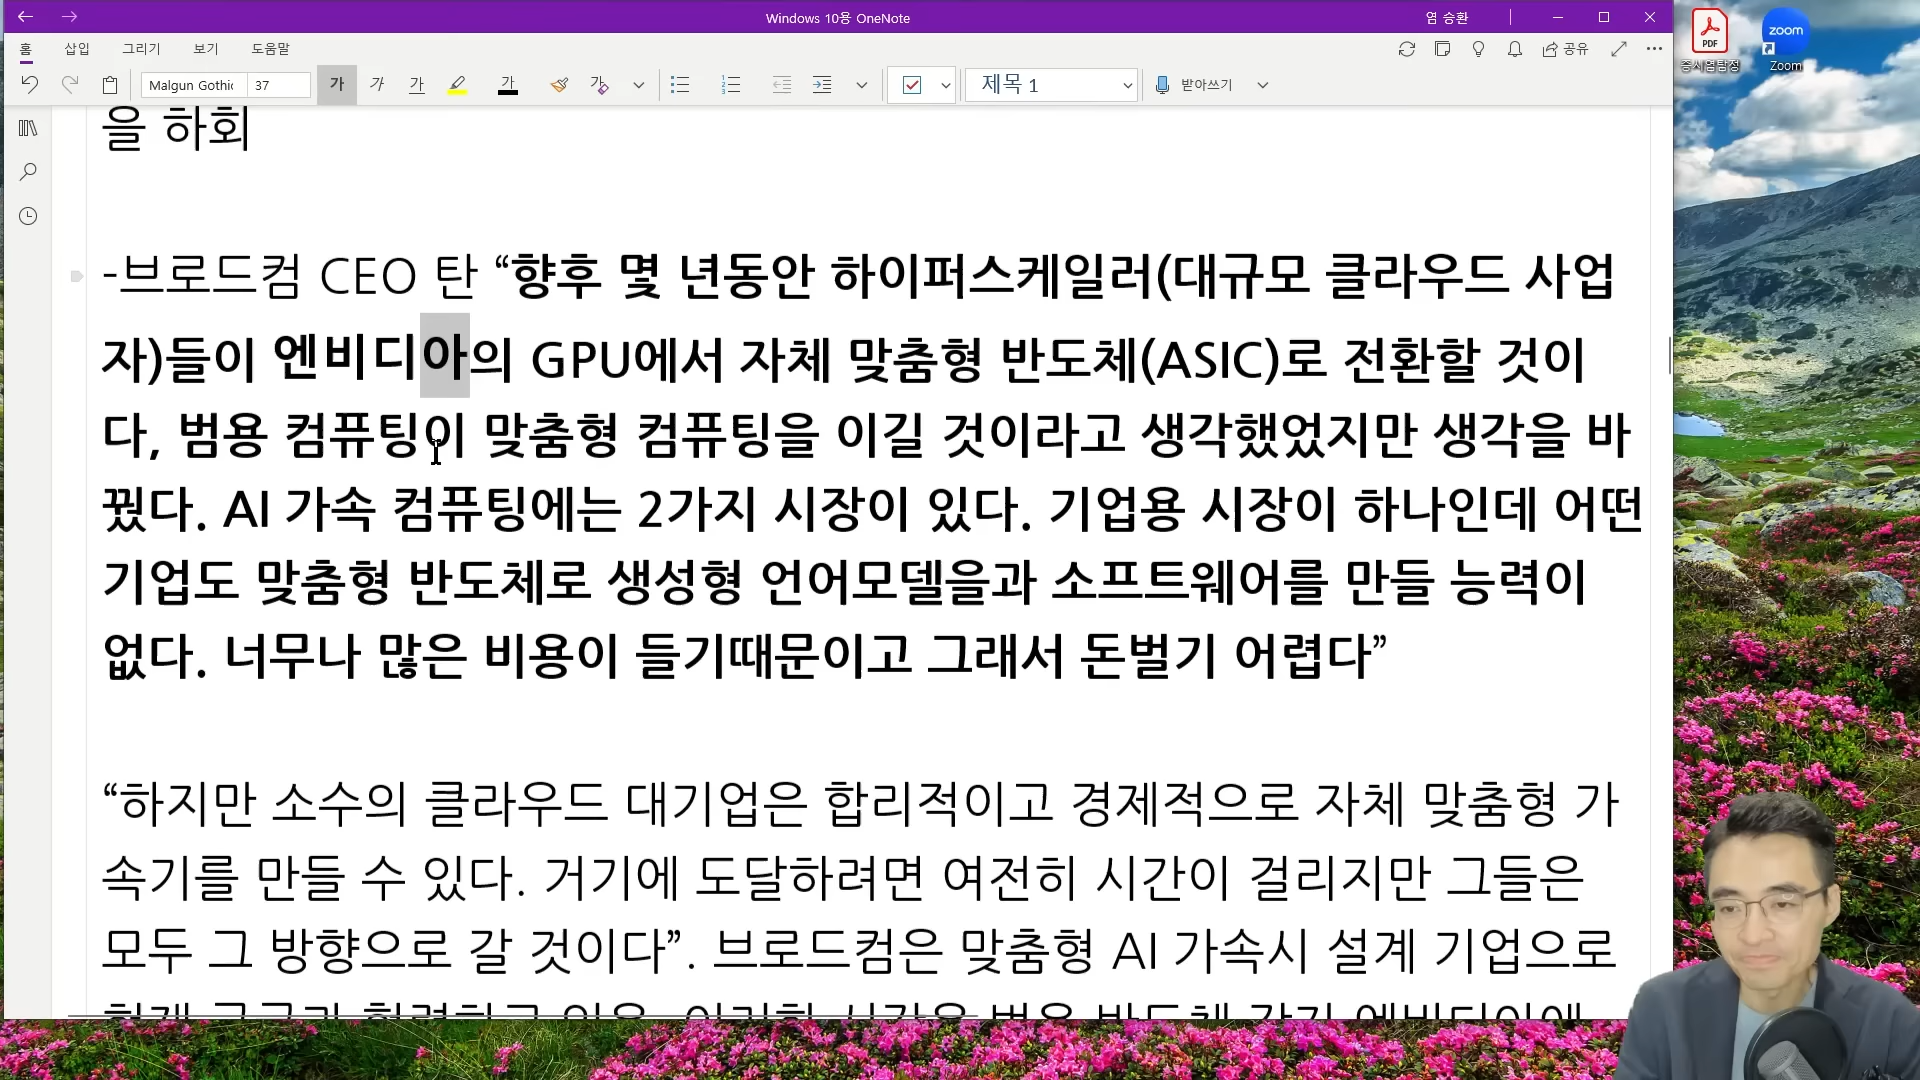 Windows 10용 OneNote
염 승환
홈 삽입 그리기 보기 도움말
공유
Malgun Gothic 37 가 가 가 가 제목 1 받아쓰기
PDF
zoom
Zoom
을 하회
-브로드컴 CEO 탄 “향후 몇 년동안 하이퍼스케일러(대규모 클라우드 사업
자)들이 엔비디아의 GPU에서 자체 맞춤형 반도체(ASIC)로 전환할 것이
다, 범용 컴퓨팅이 맞춤형 컴퓨팅을 이길 것이라고 생각했었지만 생각을 바
꿨다. AI 가속 컴퓨팅에는 2가지 시장이 있다. 기업용 시장이 하나인데 어떤
기업도 맞춤형 반도체로 생성형 언어모델을과 소프트웨어를 만들 능력이
없다. 너무나 많은 비용이 들기때문이고 그래서 돈벌기 어렵다”
“하지만 소수의 클라우드 대기업은 합리적이고 경제적으로 자체 맞춤형 가
속기를 만들 수 있다. 거기에 도달하려면 여전히 시간이 걸리지만 그들은
모두 그 방향으로 갈 것이다”. 브로드컴은 맞춤형 AI 가속시 설계 기업으로